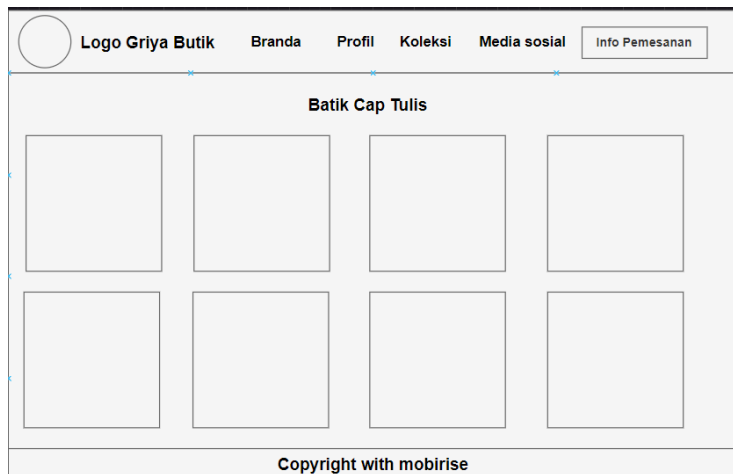 Logo Griya Butik Branda Profil Koleksi Media sosial Info Pemesanan
Batik Cap Tulis
Copyright with mobirise